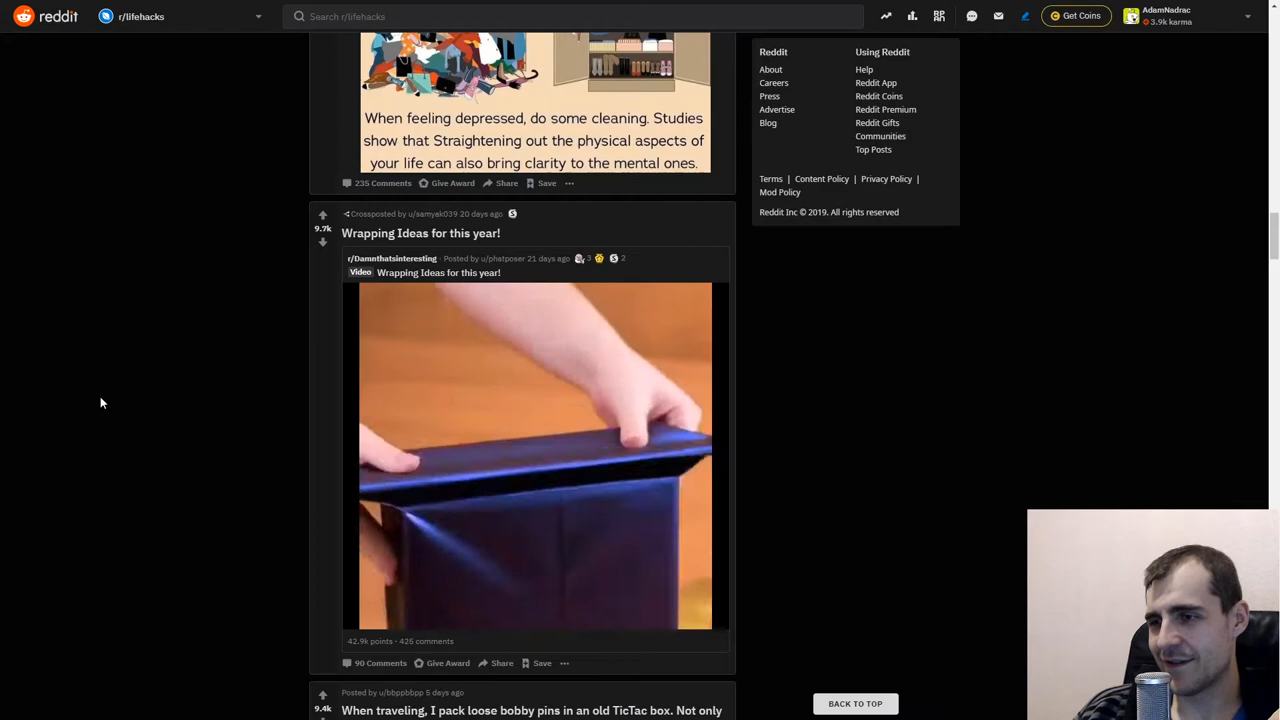 reddit
r/lifehacks
Search r/lifehacks
Get Coins
AdamNadrac
3.9k karma
When feeling depressed, do some cleaning. Studies
show that Straightening out the physical aspects of
your life can also bring clarity to the mental ones.
235 Comments Give Award Share Save
9.7k
Crossposted by u/samyak039 20 days ago
Wrapping Ideas for this year!
r/Damnthatsinteresting Posted by u/phatposer 21 days ago 3 2
Video Wrapping Ideas for this year!
42.9k points · 425 comments
90 Comments Give Award Share Save
9.4k
Posted by u/bbppbbpp 5 days ago
When traveling, I pack loose bobby pins in an old TicTac box. Not only
Reddit
About
Careers
Press
Advertise
Blog
Using Reddit
Help
Reddit App
Reddit Coins
Reddit Premium
Reddit Gifts
Communities
Top Posts
Terms | Content Policy | Privacy Policy |
Mod Policy
Reddit Inc © 2019. All rights reserved
BACK TO TOP